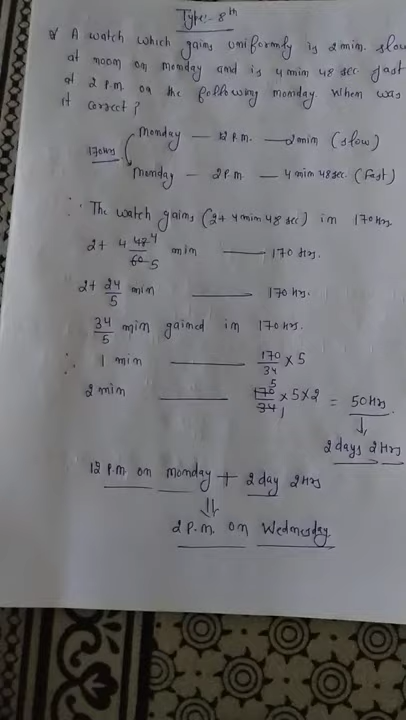 Type:- 8th
Q A watch which gains uniformly is 2 min. slow
at noon on monday and is 4 min 48 sec fast
at 2 P.M. on the following monday. When was
it correct?
monday — 12 P.M. — 2 min (slow)
170 Hrs
monday — 2 P.M — 4 min 48 sec. (Fast)
∴ The watch gains (2 + 4 min 48 sec) in 170 Hrs
2 + 4 48/60 4/5 min — 170 Hrs.
2 + 24/5 min — 170 Hrs.
34/5 min gained in 170 Hrs.
∴ 1 min — 170/34 × 5
2 min — 170/34 5/1 × 5 × 2 = 50 Hrs
↓
2 days 2 Hrs
12 P.M. on monday + 2 day 2 Hrs
⇓
2 P.M. on Wednesday